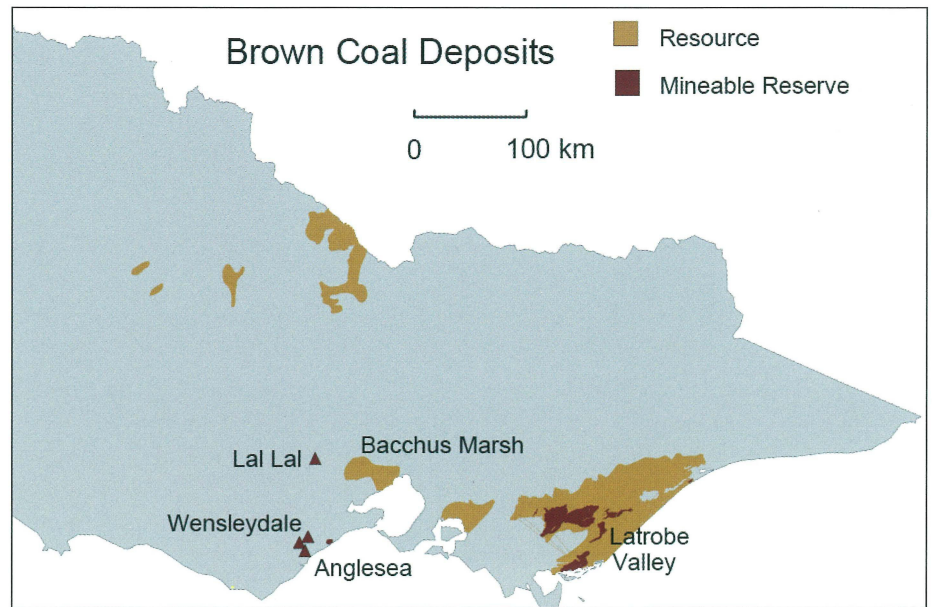 Brown Coal Deposits
Resource
Mineable Reserve
0 100 km
Bacchus Marsh
Lal Lal
Wensleydale
Anglesea
Latrobe
Valley